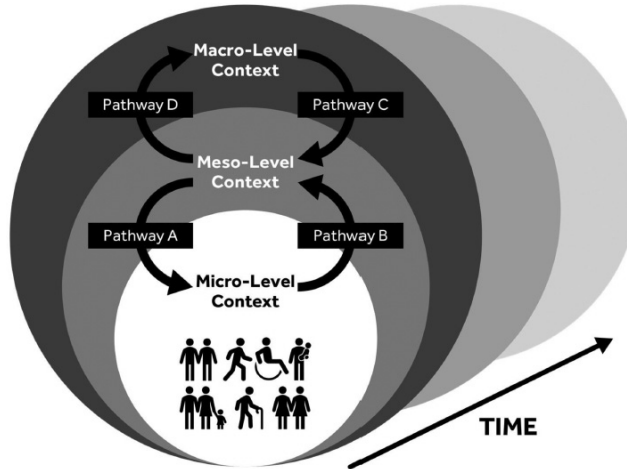 Macro-Level
Context
Pathway D
Pathway C
Meso-Level
Context
Pathway A
Pathway B
Micro-Level
Context
TIME